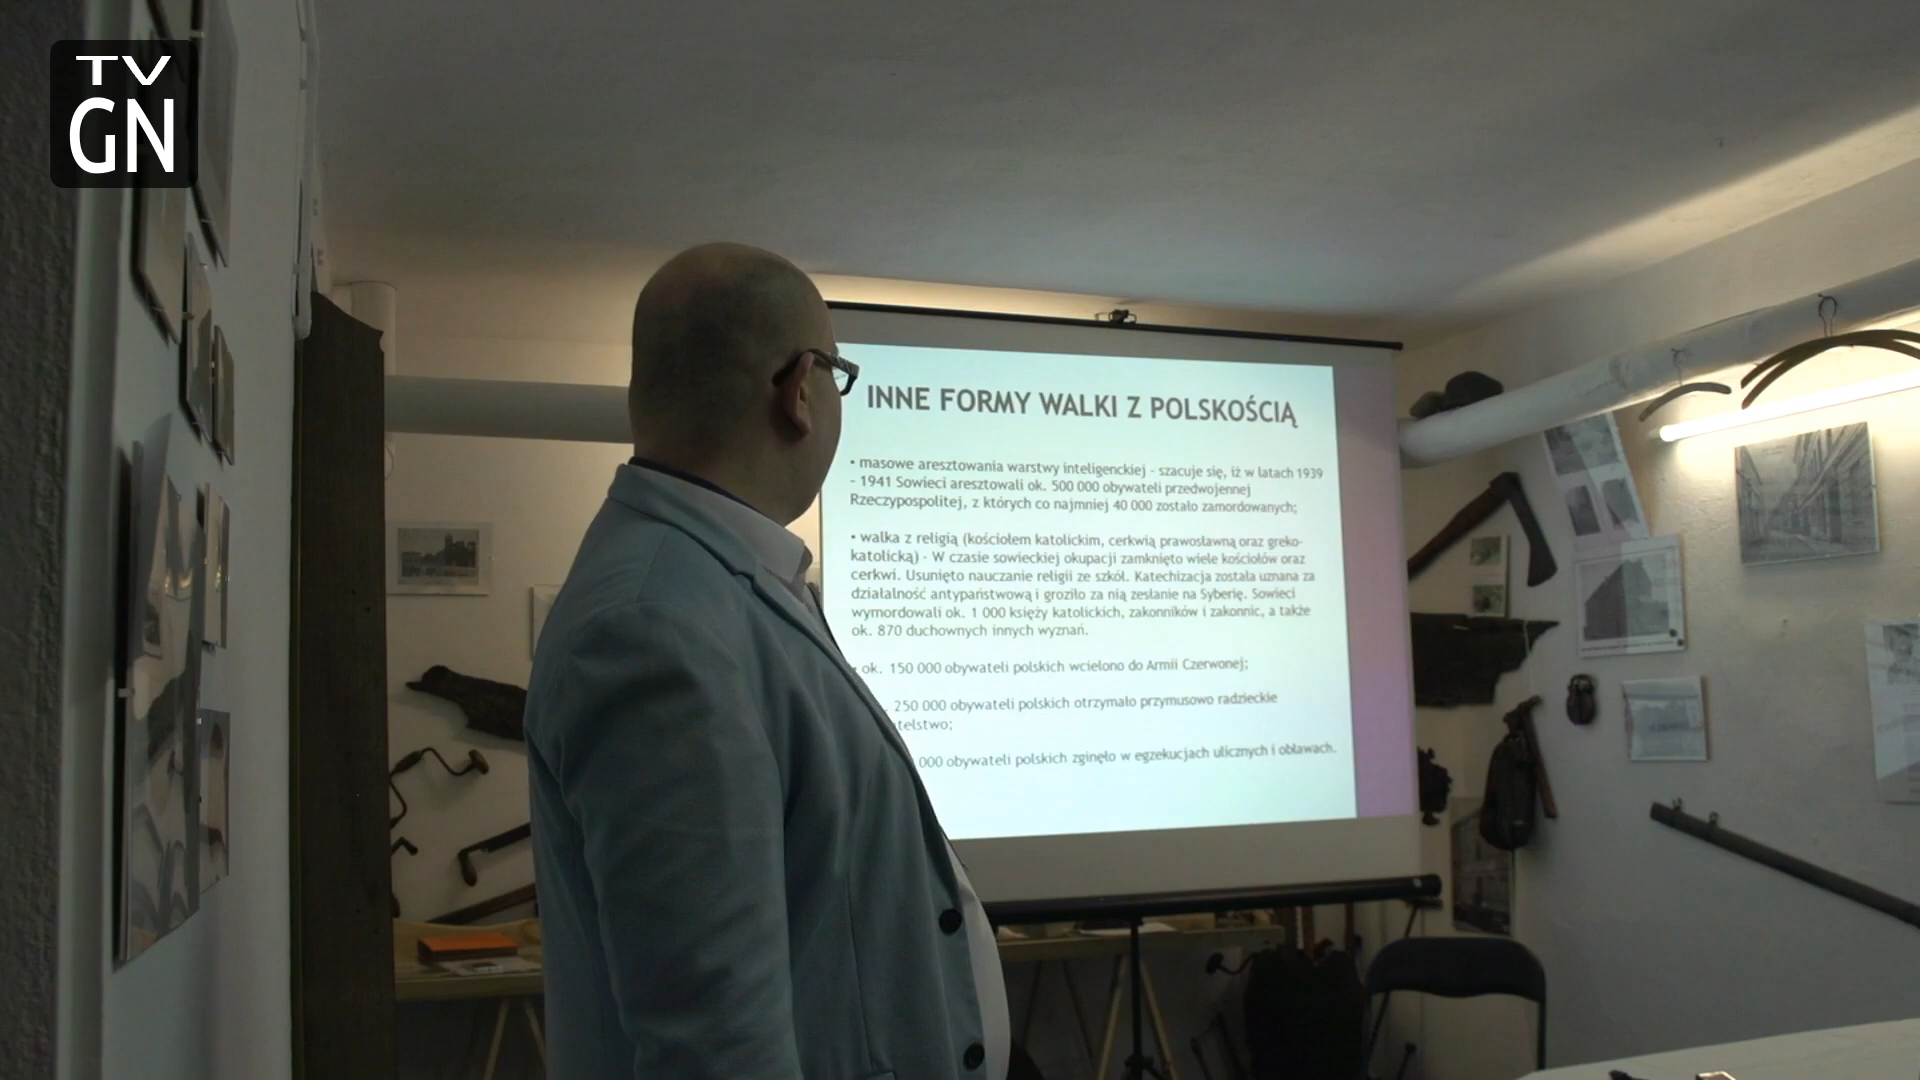 TV
GN
INNE FORMY WALKI Z POLSKOŚCIĄ
• masowe aresztowania warstwy inteligenckiej - szacuje się, iż w latach 1939
- 1941 Sowieci aresztowali ok. 500 000 obywateli przedwojennej
Rzeczypospolitej, z których co najmniej 40 000 zostało zamordowanych;
• walka z religią (kościołem katolickim, cerkwią prawosławną oraz greko-
katolicką) - W czasie sowieckiej okupacji zamknięto wiele kościołów oraz
cerkwi. Usunięto nauczanie religii ze szkół. Katechizacja została uznana za
działalność antypaństwową i groziło za nią zesłanie na Syberię. Sowieci
wymordowali ok. 1 000 księży katolickich, zakonników i zakonnic, a także
ok. 870 duchownych innych wyznań.
• ok. 150 000 obywateli polskich wcielono do Armii Czerwonej;
250 000 obywateli polskich otrzymało przymusowo radzieckie
telstwo;
000 obywateli polskich zginęło w egzekucjach ulicznych i obławach.